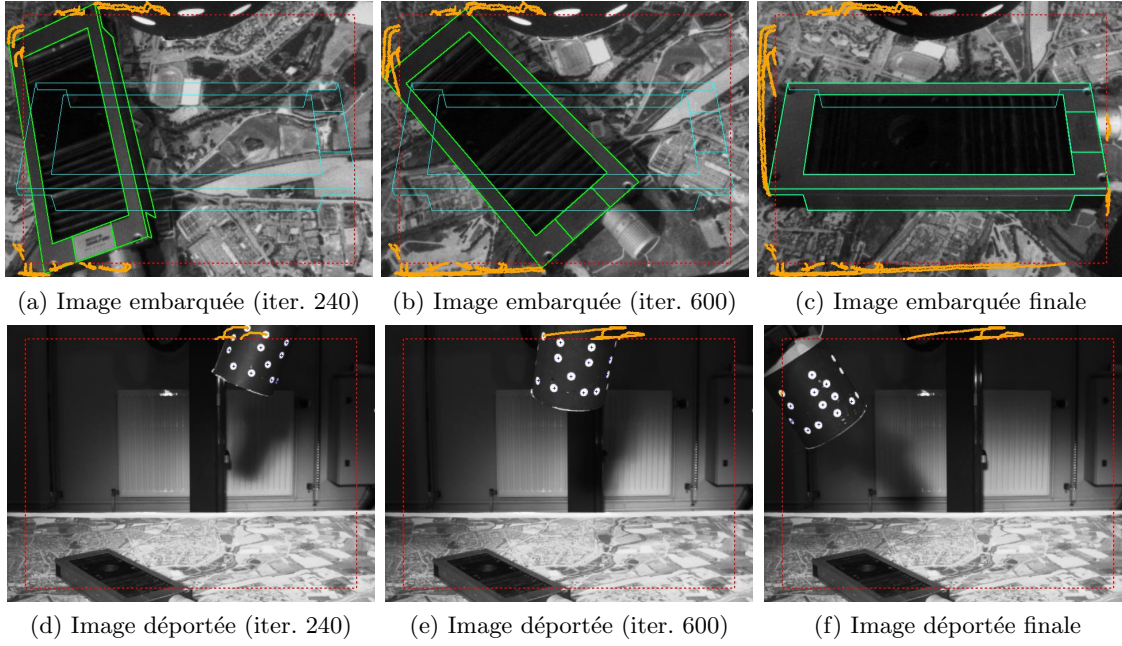 (a) Image embarquée (iter. 240)
(b) Image embarquée (iter. 600)
(c) Image embarquée finale
(d) Image déportée (iter. 240)
(e) Image déportée (iter. 600)
(f) Image déportée finale